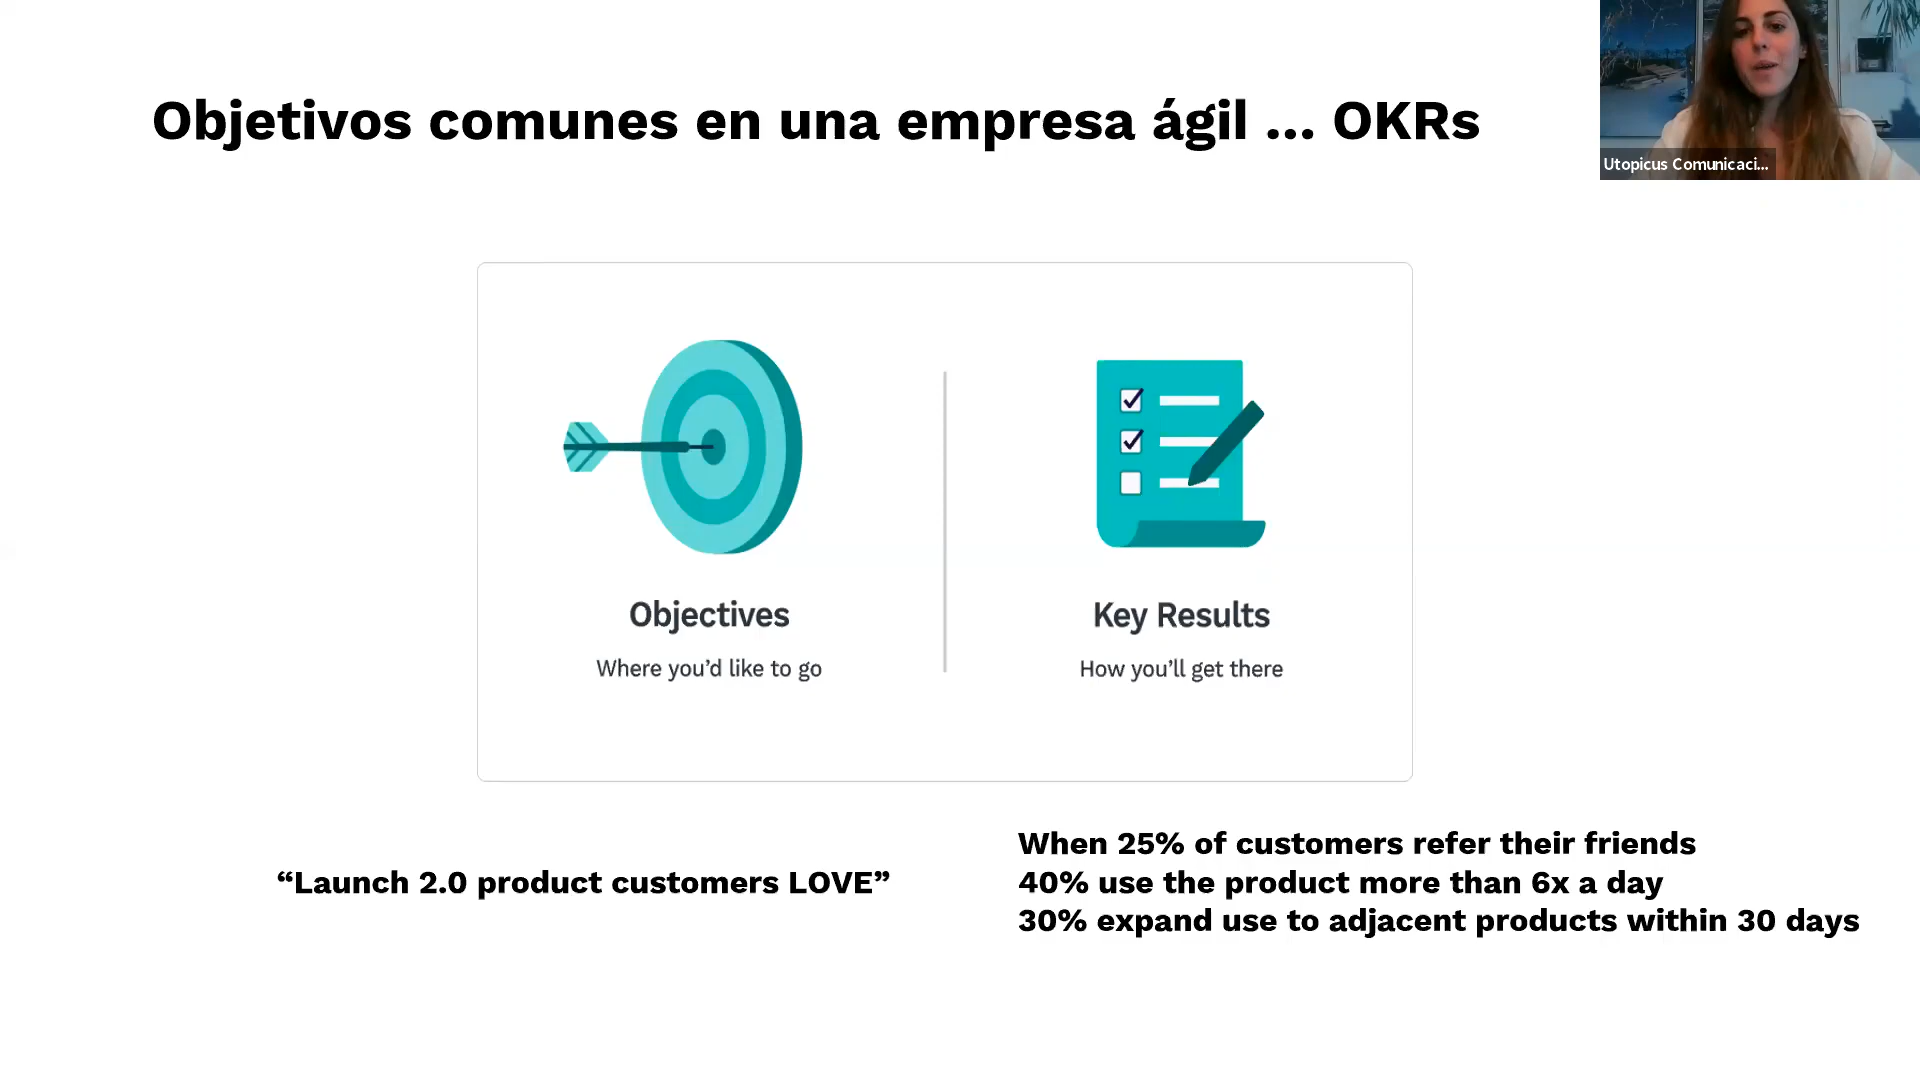 Objetivos comunes en una empresa ágil ... OKRs
Utopicus Comunicaci...
Objectives
Where you’d like to go
Key Results
How you’ll get there
“Launch 2.0 product customers LOVE”
When 25% of customers refer their friends
40% use the product more than 6x a day
30% expand use to adjacent products within 30 days